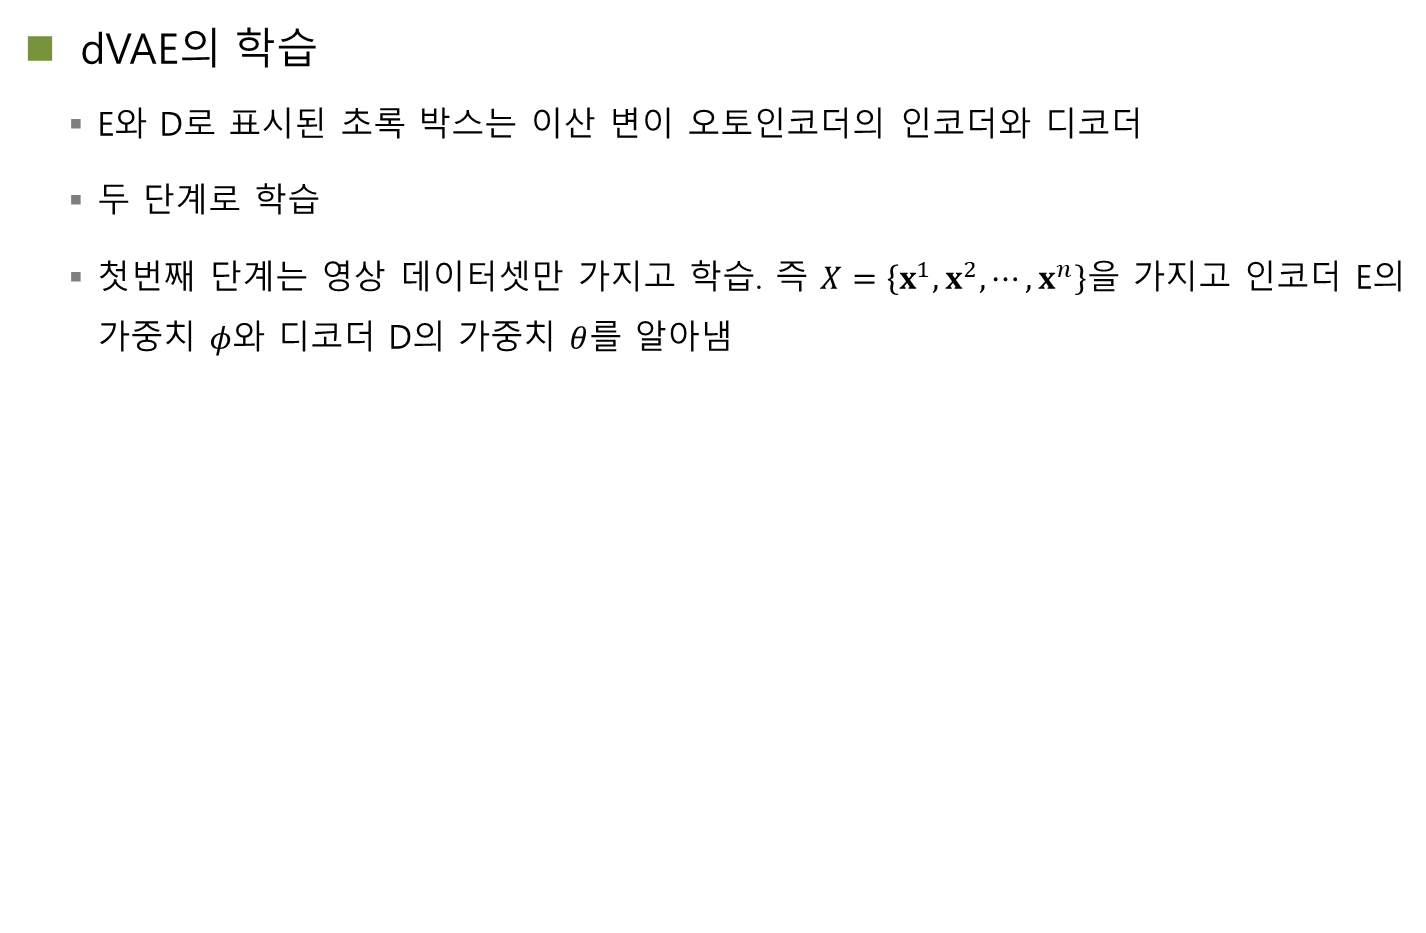 ■ dVAE의 학습
▪ E와 D로 표시된 초록 박스는 이산 변이 오토인코더의 인코더와 디코더
▪ 두 단계로 학습
▪ 첫번째 단계는 영상 데이터셋만 가지고 학습. 즉 𝑋 = {𝐱¹, 𝐱², ⋯ , 𝐱ⁿ}을 가지고 인코더 E의
가중치 𝜙와 디코더 D의 가중치 𝜃를 알아냄